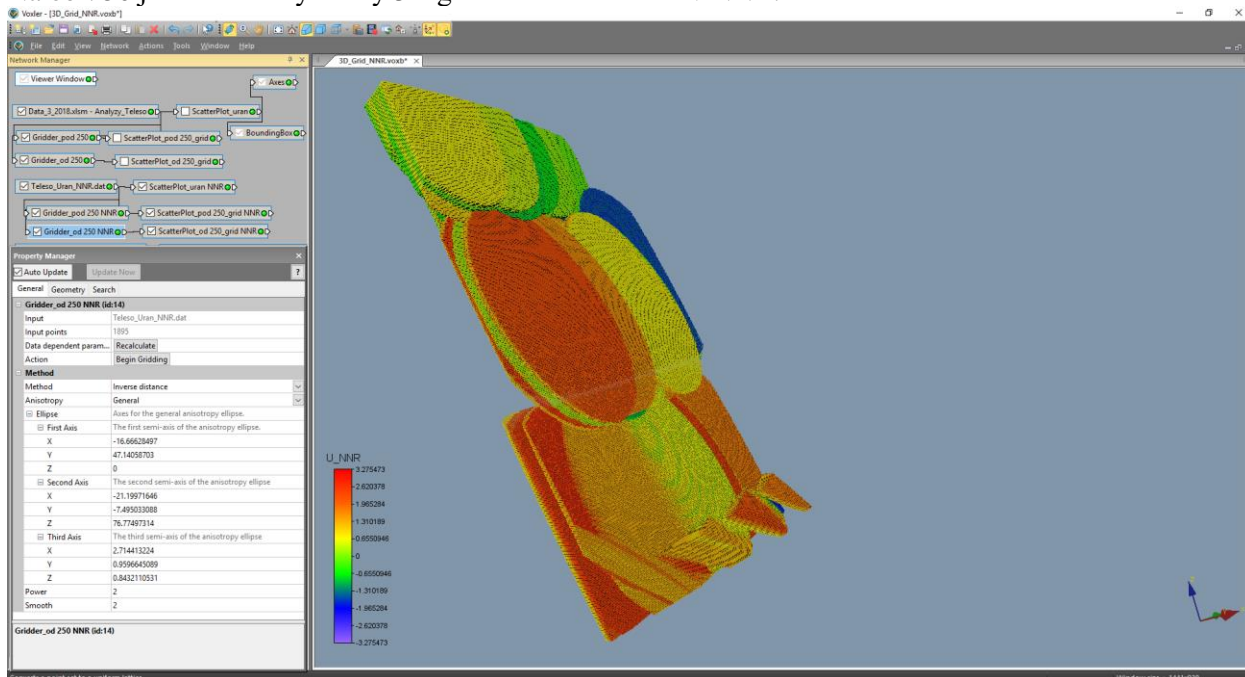 Voxler - [3D_Grid_NNR.voxb*]
File Edit View Network Actions Tools Window Help
Network Manager
3D_Grid_NNR.voxb*
Viewer Window
Axes
Data_3_2018.xlsm - Analyzy_Teleso
ScatterPlot_uran
BoundingBox
Gridder_pod 250
ScatterPlot_pod 250_grid
Gridder_od 250
ScatterPlot_od 250_grid
Teleso_Uran_NNR.dat
ScatterPlot_uran NNR
Gridder_pod 250 NNR
ScatterPlot_pod 250_grid NNR
Gridder_od 250 NNR
ScatterPlot_od 250_grid NNR
Property Manager
Auto Update Update Now ?
General Geometry Search
Gridder_od 250 NNR (id:14)
Input Teleso_Uran_NNR.dat
Input points 1895
Data dependent param... Recalculate
Action Begin Gridding
Method
Method Inverse distance
Anisotropy General
Ellipse Axes for the general anisotropy ellipse.
First Axis The first semi-axis of the anisotropy ellipse.
X -16.66628497
Y 47.14058703
Z 0
Second Axis The second semi-axis of the anisotropy ellipse
X -21.19971646
Y -7.495033088
Z 76.77497314
Third Axis The third semi-axis of the anisotropy ellipse
X 2.714413224
Y 0.9596645089
Z 0.8432110531
Power 2
Smooth 2
Gridder_od 250 NNR (id:14)
U_NNR
3.275473
2.620378
1.965284
1.310189
0.6550946
0
-0.6550946
-1.310189
-1.965284
-2.620378
-3.275473